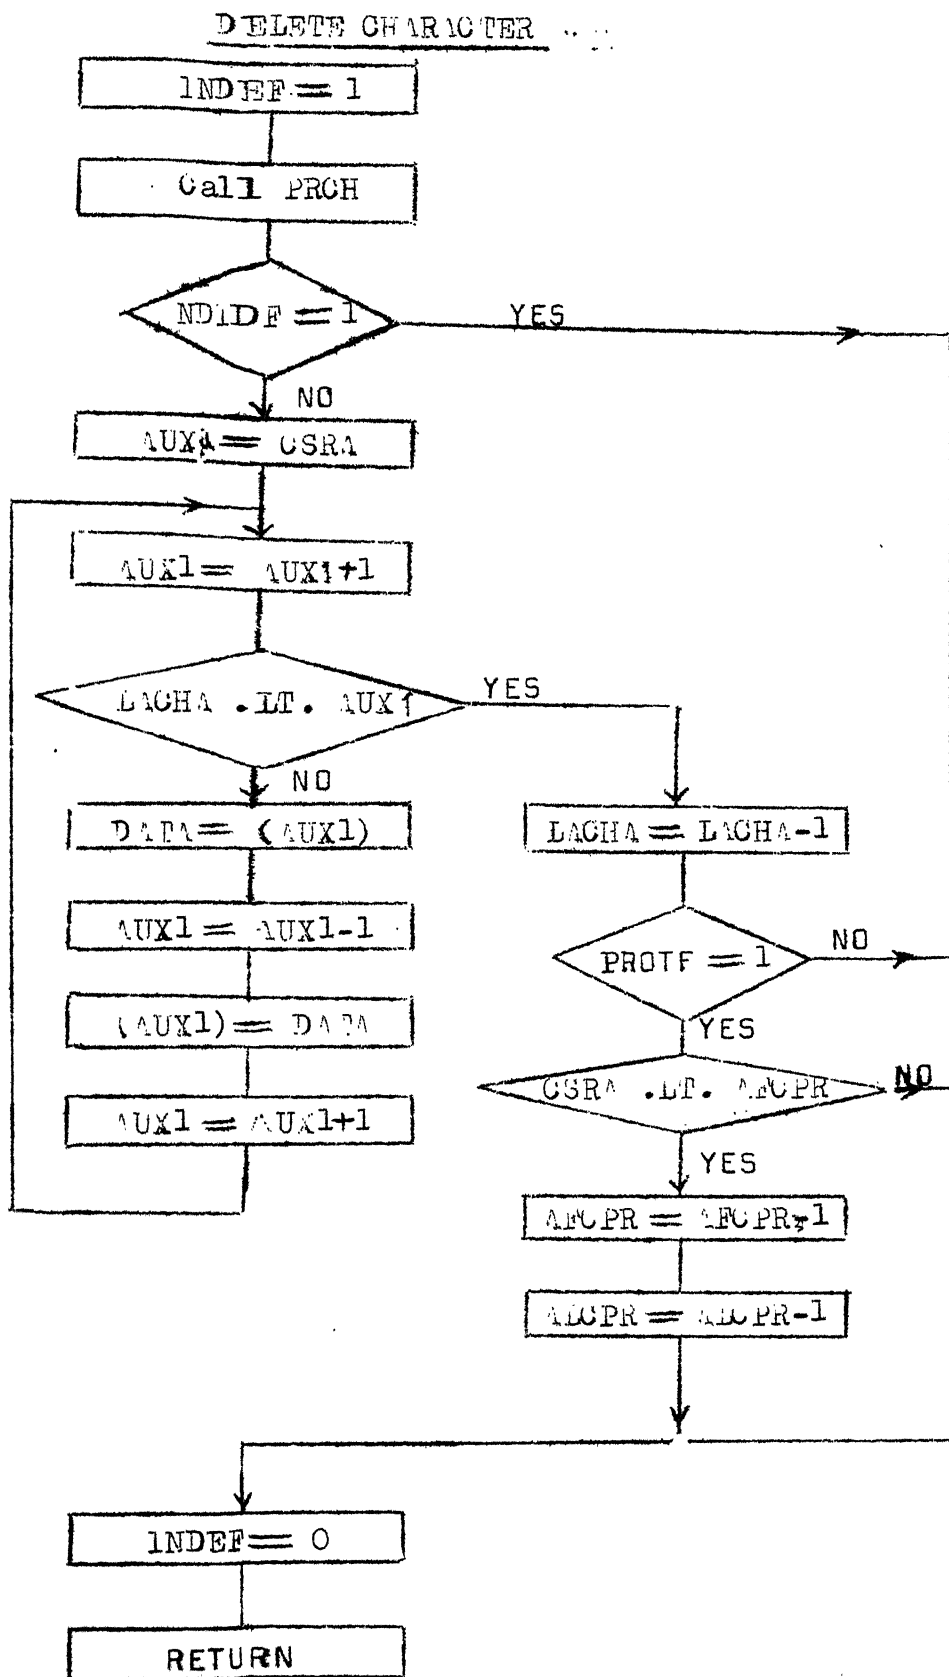 DELETE CHARACTER
INDEF = 1
Call PRCH
NDIDF = 1
YES
NO
AUX1 = CSRA
AUX1 = AUX1+1
LACHA .LT. AUX1
YES
NO
DATA = (AUX1)
LACHA = LACHA-1
AUX1 = AUX1-1
PROTF = 1
NO
(AUX1) = DATA
YES
CSRA .LT. AFCPR
NO
AUX1 = AUX1+1
YES
AFCPR = AFCPR-1
ALCPR = ALCPR-1
INDEF = 0
RETURN